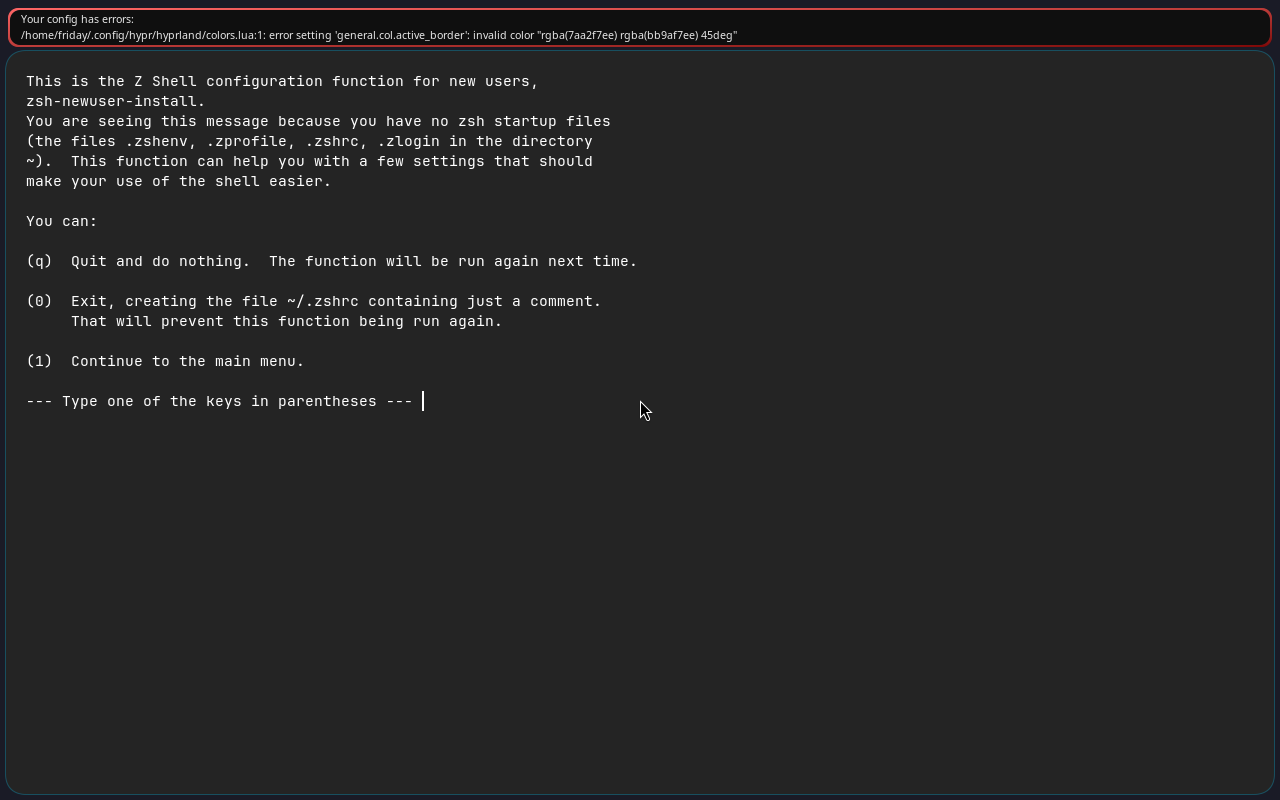 Your config has errors:
/home/friday/.config/hypr/hyprland/colors.lua:1: error setting 'general.col.active_border': invalid color "rgba(7aa2f7ee) rgba(bb9af7ee) 45deg"
This is the Z Shell configuration function for new users,
zsh-newuser-install.
You are seeing this message because you have no zsh startup files
(the files .zshenv, .zprofile, .zshrc, .zlogin in the directory
~).  This function can help you with a few settings that should
make your use of the shell easier.
You can:
(q)  Quit and do nothing.  The function will be run again next time.
(0)  Exit, creating the file ~/.zshrc containing just a comment.
     That will prevent this function being run again.
(1)  Continue to the main menu.
--- Type one of the keys in parentheses ---